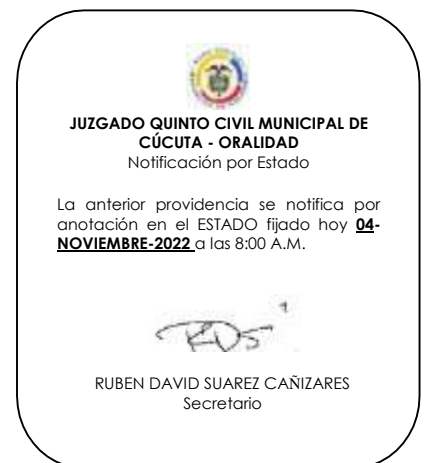 JUZGADO QUINTO CIVIL MUNICIPAL DE
CÚCUTA - ORALIDAD
Notificación por Estado
La anterior providencia se notifica por
anotación en el ESTADO fijado hoy 04-
NOVIEMBRE-2022 a las 8:00 A.M.
RUBEN DAVID SUAREZ CAÑIZARES
Secretario